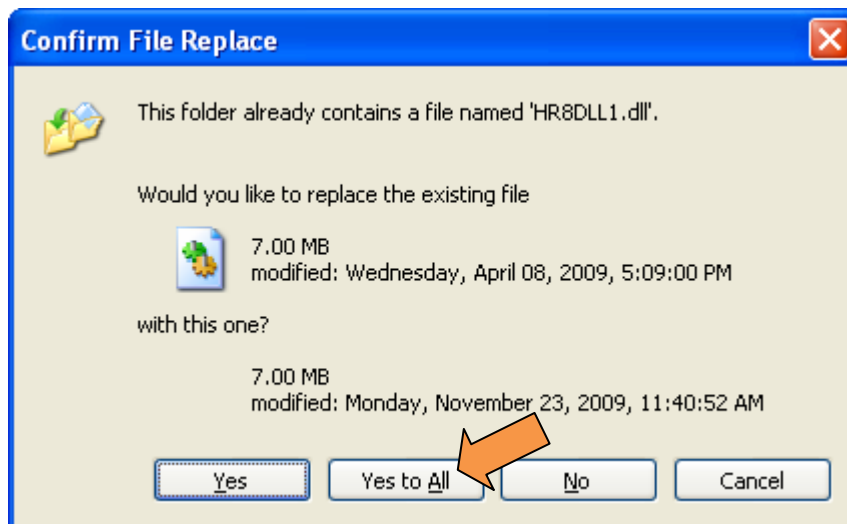 Confirm File Replace
This folder already contains a file named 'HR8DLL1.dll'.
Would you like to replace the existing file
7.00 MB
modified: Wednesday, April 08, 2009, 5:09:00 PM
with this one?
7.00 MB
modified: Monday, November 23, 2009, 11:40:52 AM
Yes Yes to All No Cancel